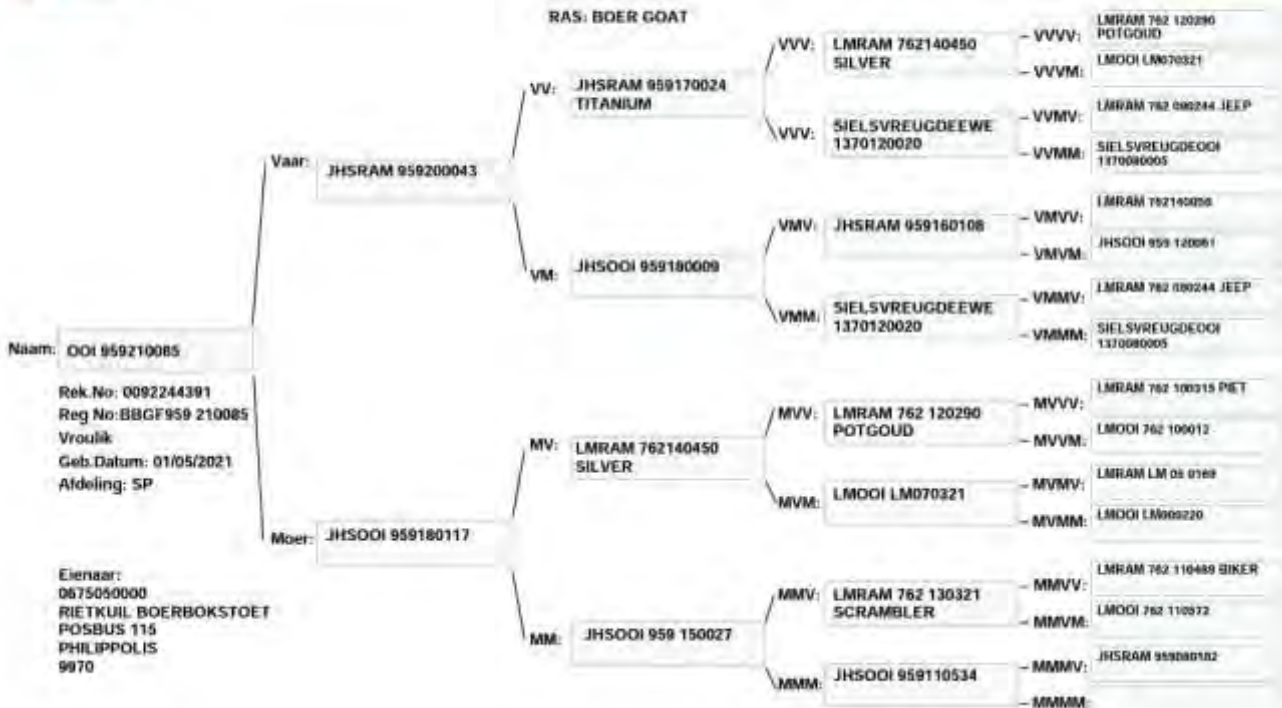 RAS: BOER GOAT
Naam: OOI 959210085
Rek.No: 0092244391
Reg No:BBGF959 210085
Vroulik
Geb.Datum: 01/05/2021
Afdeling: SP
Eienaar:
0675050000
RIETKUIL BOERBOKSTOET
POSBUS 115
PHILIPPOLIS
9970
Vaar: JHSRAM 959200043
Moer: JHSOOI 959180117
VV: JHSRAM 959170024
TITANIUM
VM: JHSOOI 959180009
MV: LMRAM 762140450
SILVER
MM: JHSOOI 959 150027
VVV: LMRAM 762140450
SILVER
VVV: SIELSVREUGDEEWE
1370120020
VMV: JHSRAM 959160108
VMM: SIELSVREUGDEEWE
1370120020
MVV: LMRAM 762 120290
POTGOUD
MVM: LMOOI LM070321
MMV: LMRAM 762 130321
SCRAMBLER
MMM: JHSOOI 959110534
VVVV: LMRAM 762 120290
POTGOUD
VVVM: LMOOI LM070321
VVMV: LMRAM 762 080244 JEEP
VVMM: SIELSVREUGDEOOI
1370080005
VMVV: LMRAM 762140056
VMVM: JHSOOI 959 120061
VMMV: LMRAM 762 080244 JEEP
VMMM: SIELSVREUGDEOOI
1370080005
MVVV: LMRAM 762 100315 PIET
MVVM: LMOOI 762 100012
MVMV: LMRAM LM 05 0169
MVMM: LMOOI
MMVV: LMRAM 762 110489 BIKER
MMVM: LMOOI 762 110572
MMMV: JHSRAM
MMMM: